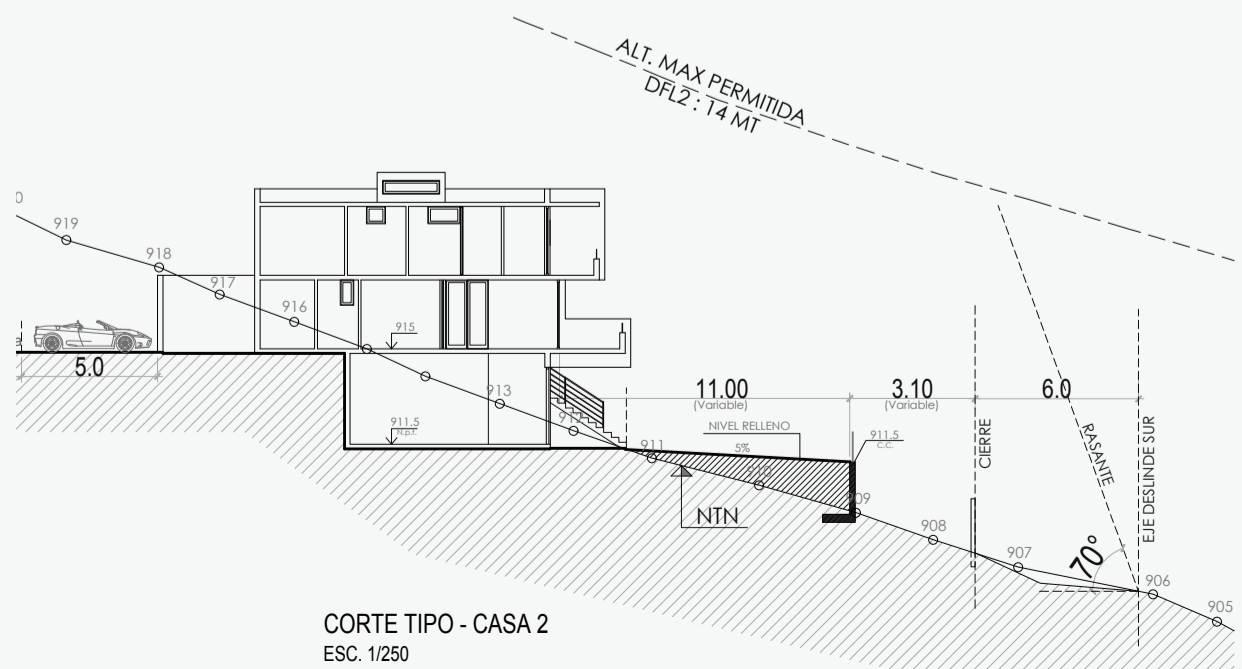 ALT. MAX PERMITIDA
DFL2 : 14 MT
0
919
918
917
916
915
5.0
913
911.5
N.p.t.
912
911
910
909
908
907
906
905
11.00
(Variable)
3.10
(Variable)
6.0
NIVEL RELLENO
5%
911.5
C.C.
NTN
CIERRE
RASANTE
EJE DESLINDE SUR
70°
CORTE TIPO - CASA 2
ESC. 1/250